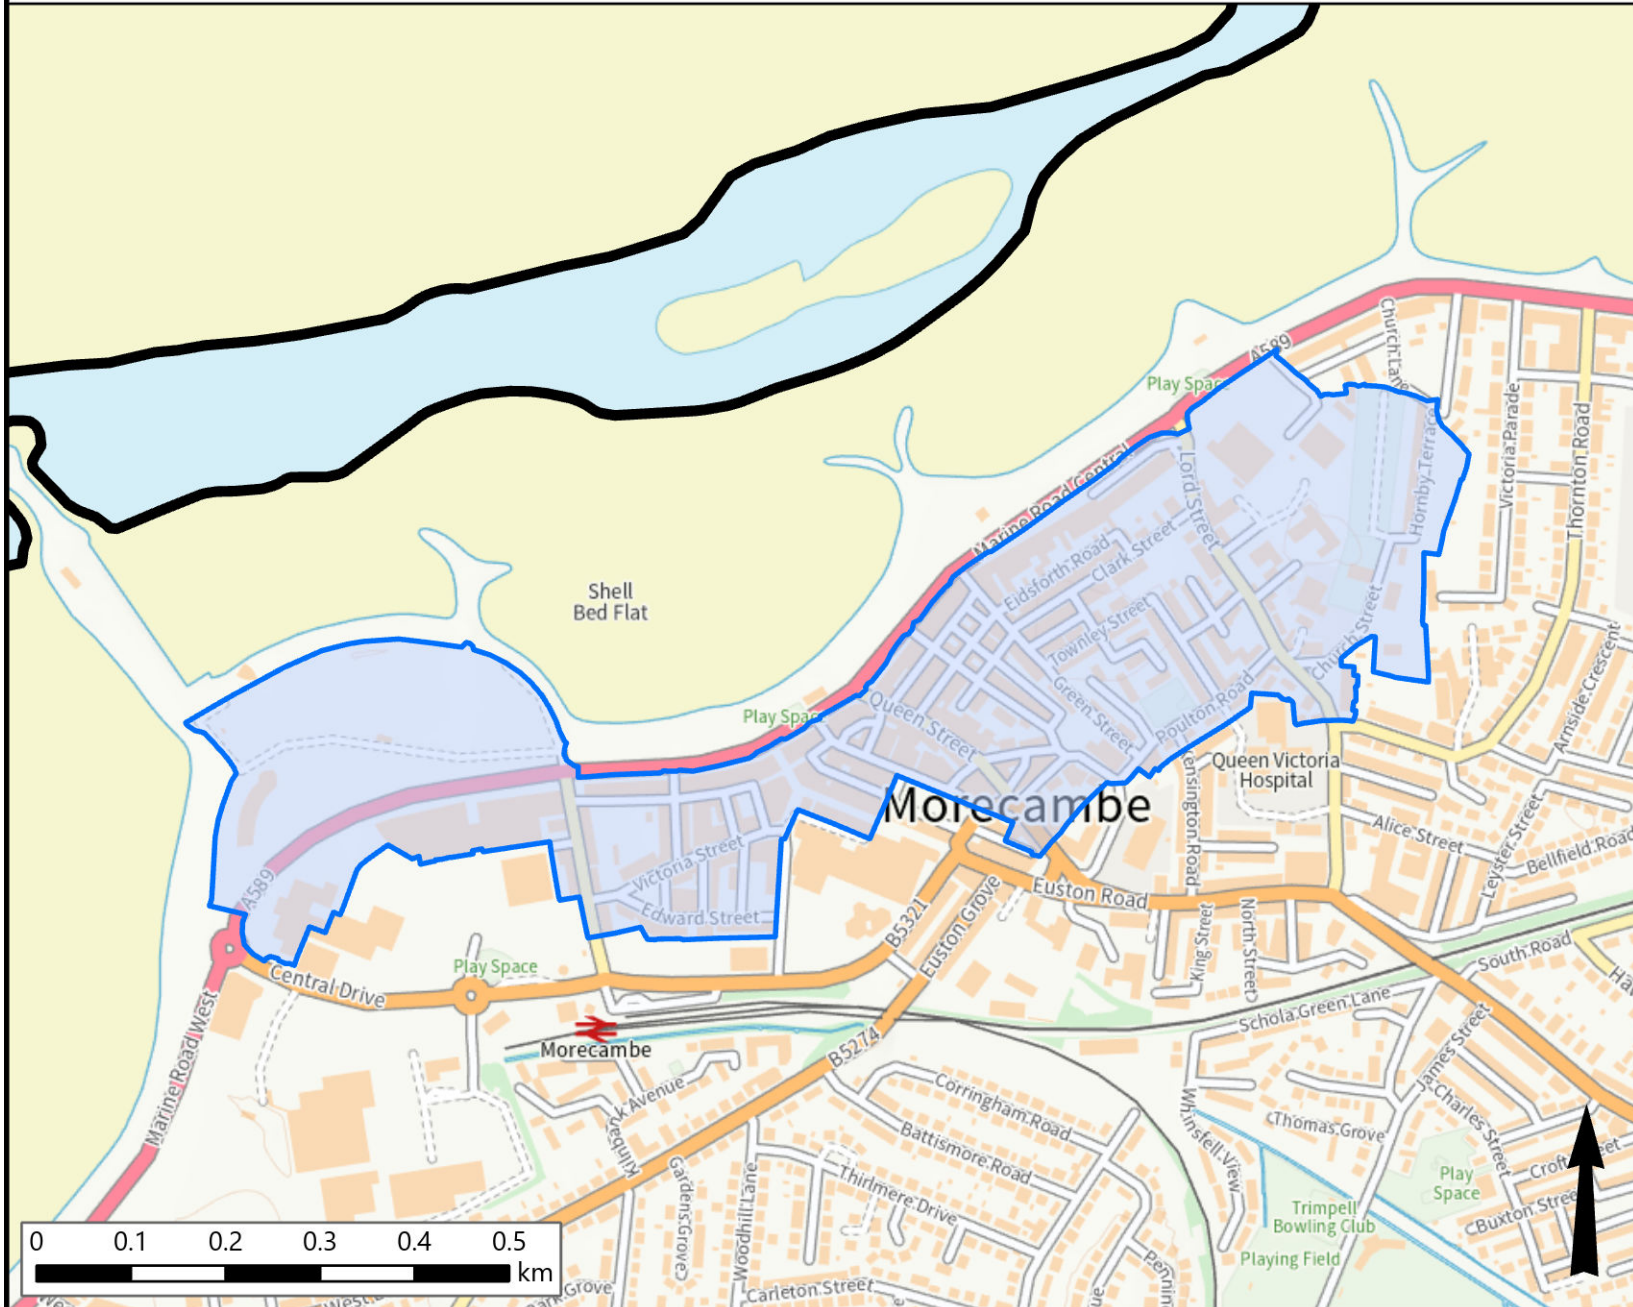 A589
Church Lane
Play Space
Hornby Terrace
Victoria Parade
Thornton Road
Lord Street
Marine Road Central
Eidsforth Road
Clark Street
Shell
Bed Flat
Townley Street
Church Street
Arnside Crescent
Green Street
Queen Street
Poulton Road
Play Space
Queen Victoria
Hospital
Morecambe
Kensington Road
Alice Street
Leyster Street
Bellfield Road
Victoria Street
Edward Street
Euston Road
A589
B5321
Euston Grove
King Street
North Street
South Road
Play Space
Central Drive
Schola Green Lane
Marine Road West
Morecambe
B5274
James Street
Corringham Road
Charles Street
Thomas Grove
Whinsfell View
Battismore Road
Thirlmere Drive
Gardens Grove
Woodhill Lane
Play
Space
Buxton Street
Trimpell
Bowling Club
Playing Field
Carleton Street
0 0.1 0.2 0.3 0.4 0.5
km